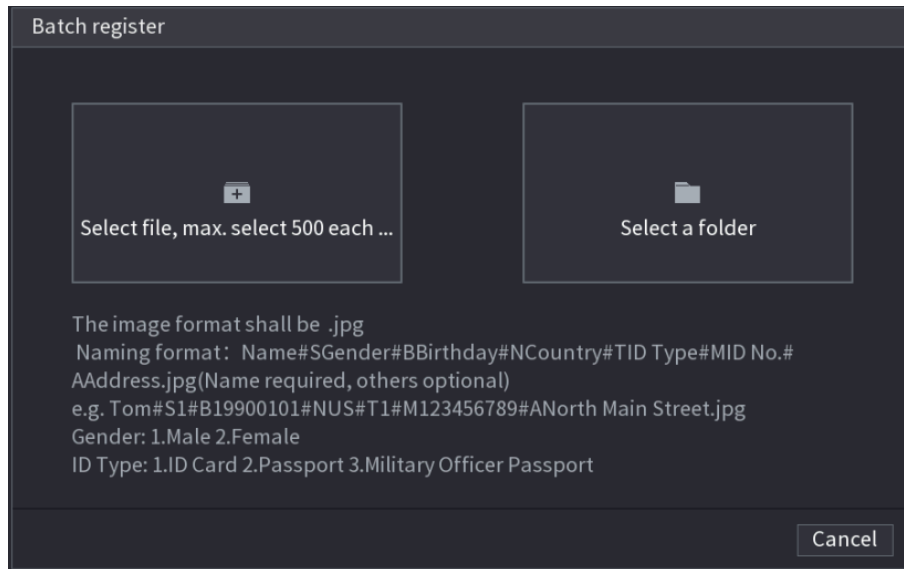 Batch register
Select file, max. select 500 each ...
Select a folder
The image format shall be .jpg
Naming format：Name#SGender#BBirthday#NCountry#TID Type#MID No.#
AAddress.jpg(Name required, others optional)
e.g. Tom#S1#B19900101#NUS#T1#M123456789#ANorth Main Street.jpg
Gender: 1.Male 2.Female
ID Type: 1.ID Card 2.Passport 3.Military Officer Passport
Cancel